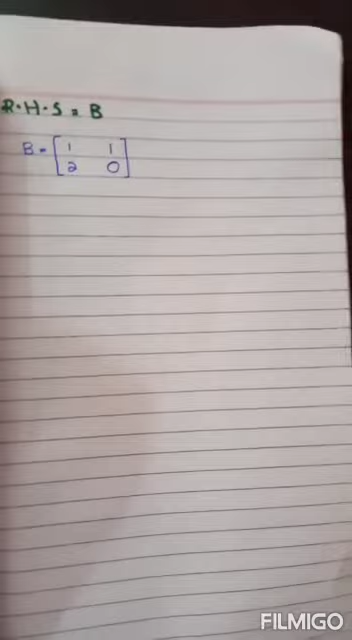 R.H.S = B
B = [ 1 1
2 0 ]
FILMIGO